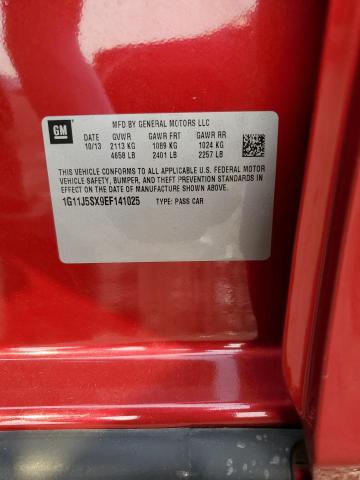 GM
MFD BY GENERAL MOTORS LLC
DATE GVWR GAWR FRT GAWR RR
10/13 2113 KG 1089 KG 1024 KG
4658 LB 2401 LB 2257 LB
THIS VEHICLE CONFORMS TO ALL APPLICABLE U.S. FEDERAL MOTOR
VEHICLE SAFETY, BUMPER, AND THEFT PREVENTION STANDARDS IN
EFFECT ON THE DATE OF MANUFACTURE SHOWN ABOVE.
1G11J5SX9EF141025 TYPE: PASS CAR